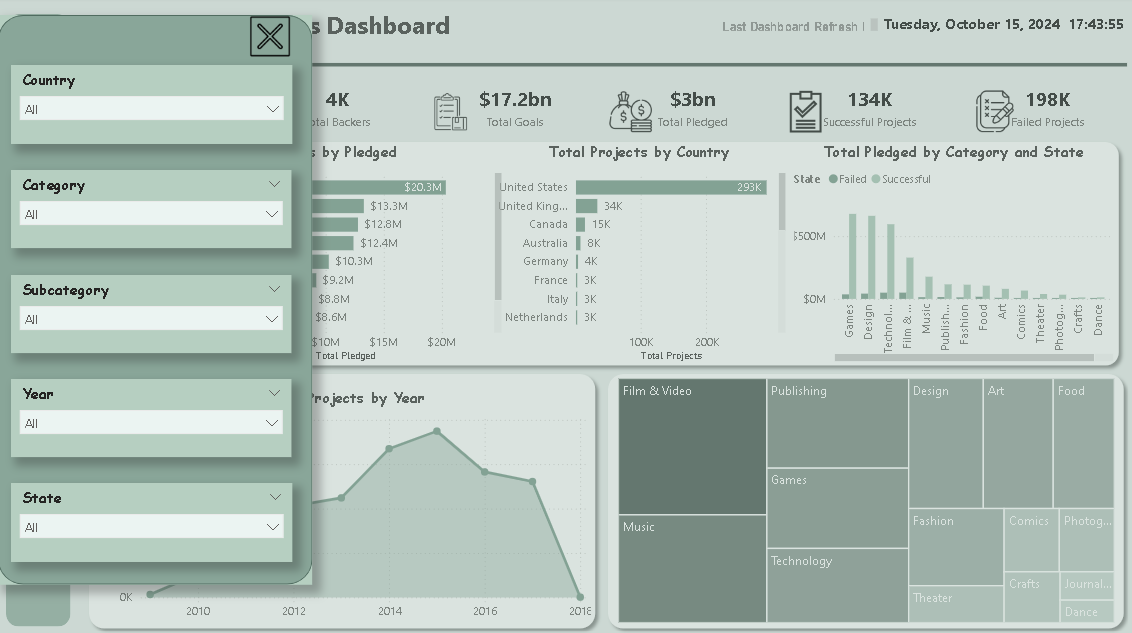 s Dashboard
Last Dashboard Refresh |
Tuesday, October 15, 2024 17:43:55
Country
All
Category
All
Subcategory
All
Year
All
State
All
4K
otal Backers
$17.2bn
Total Goals
$3bn
Total Pledged
134K
Successful Projects
198K
Failed Projects
s by Pledged
$20.3M
$13.3M
$12.8M
$12.4M
$10.3M
$9.2M
$8.8M
$8.6M
$10M
$15M
$20M
Total Pledged
Total Projects by Country
United States
293K
United King...
34K
Canada
15K
Australia
8K
Germany
4K
France
3K
Italy
3K
Netherlands
3K
100K
200K
Total Projects
Total Pledged by Category and State
State
Failed
Successful
$500M
$0M
Games
Design
Technol...
Film & ...
Music
Publish...
Fashion
Food
Art
Comics
Theater
Photog...
Crafts
Dance
Projects by Year
0K
2010
2012
2014
2016
2018
Film & Video
Music
Publishing
Games
Technology
Design
Art
Food
Fashion
Theater
Comics
Photog...
Crafts
Journal...
Dance